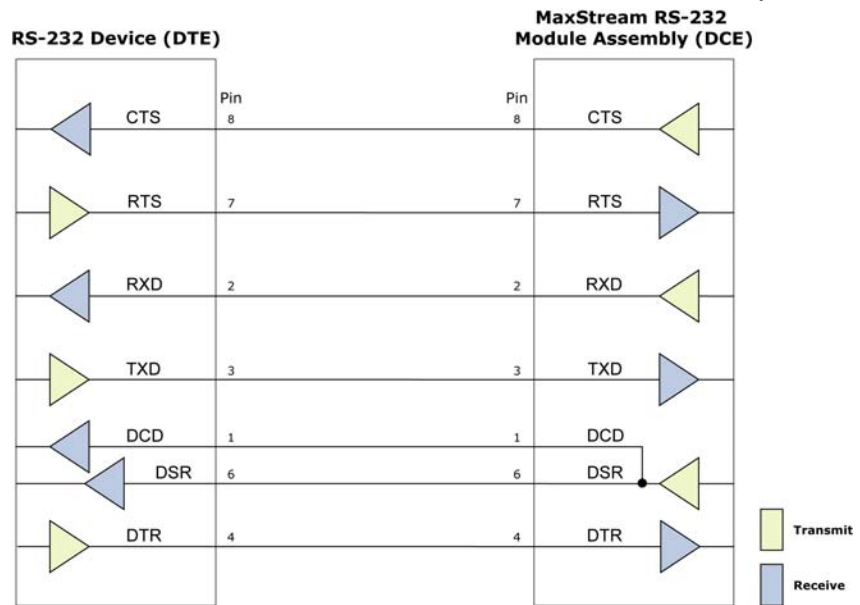 RS-232 Device (DTE)
MaxStream RS-232
Module Assembly (DCE)
Pin
Pin
CTS 8 8 CTS
RTS 7 7 RTS
RXD 2 2 RXD
TXD 3 3 TXD
DCD 1 1 DCD
DSR 6 6 DSR
DTR 4 4 DTR
Transmit
Receive